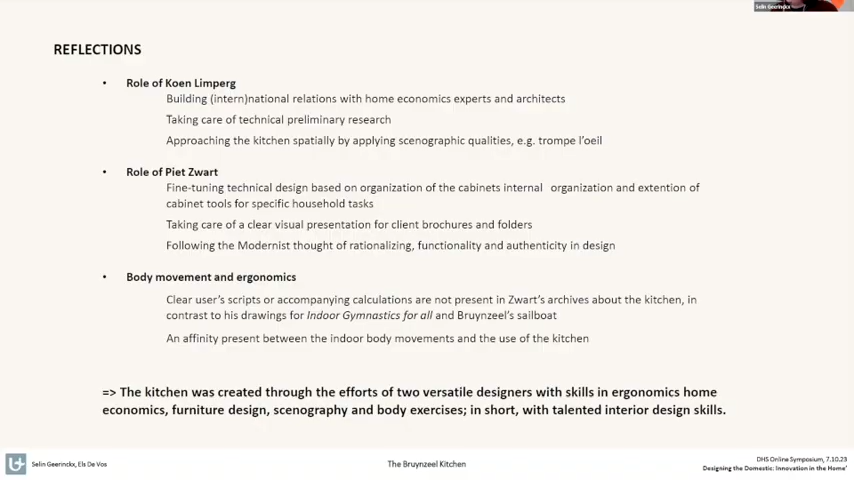 Selin Geerinckx
REFLECTIONS
• Role of Koen Limperg
Building (intern)national relations with home economics experts and architects
Taking care of technical preliminary research
Approaching the kitchen spatially by applying scenographic qualities, e.g. trompe l'oeil
• Role of Piet Zwart
Fine-tuning technical design based on organization of the cabinets internal organization and extention of
cabinet tools for specific household tasks
Taking care of a clear visual presentation for client brochures and folders
Following the Modernist thought of rationalizing, functionality and authenticity in design
• Body movement and ergonomics
Clear user's scripts or accompanying calculations are not present in Zwart's archives about the kitchen, in
contrast to his drawings for Indoor Gymnastics for all and Bruynzeel's sailboat
An affinity present between the indoor body movements and the use of the kitchen
=> The kitchen was created through the efforts of two versatile designers with skills in ergonomics home
economics, furniture design, scenography and body exercises; in short, with talented interior design skills.
Selin Geerinckx, Els De Vos
The Bruynzeel Kitchen
DHS Online Symposium, 7.10.23
Designing the Domestic: Innovation in the Home'